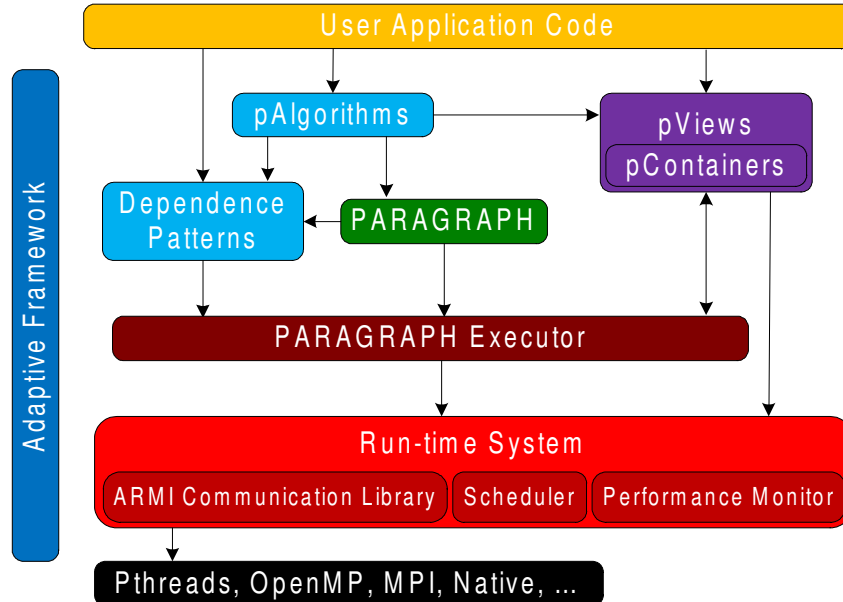 User Application Code
Adaptive Framework
pAlgorithms
pViews
pContainers
Dependence
Patterns
PARAGRAPH
PARAGRAPH Executor
Run-time System
ARMI Communication Library
Scheduler
Performance Monitor
Pthreads, OpenMP, MPI, Native, ...